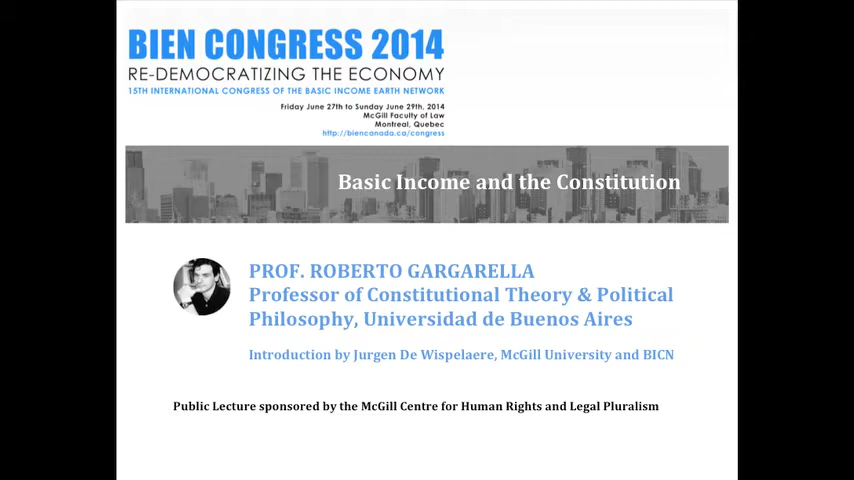 BIEN CONGRESS 2014
RE-DEMOCRATIZING THE ECONOMY
15TH INTERNATIONAL CONGRESS OF THE BASIC INCOME EARTH NETWORK
Friday June 27th to Sunday June 29th, 2014
McGill Faculty of Law
Montreal, Quebec
http://biencanada.ca/congress
Basic Income and the Constitution
PROF. ROBERTO GARGARELLA
Professor of Constitutional Theory & Political
Philosophy, Universidad de Buenos Aires
Introduction by Jurgen De Wispelaere, McGill University and BICN
Public Lecture sponsored by the McGill Centre for Human Rights and Legal Pluralism